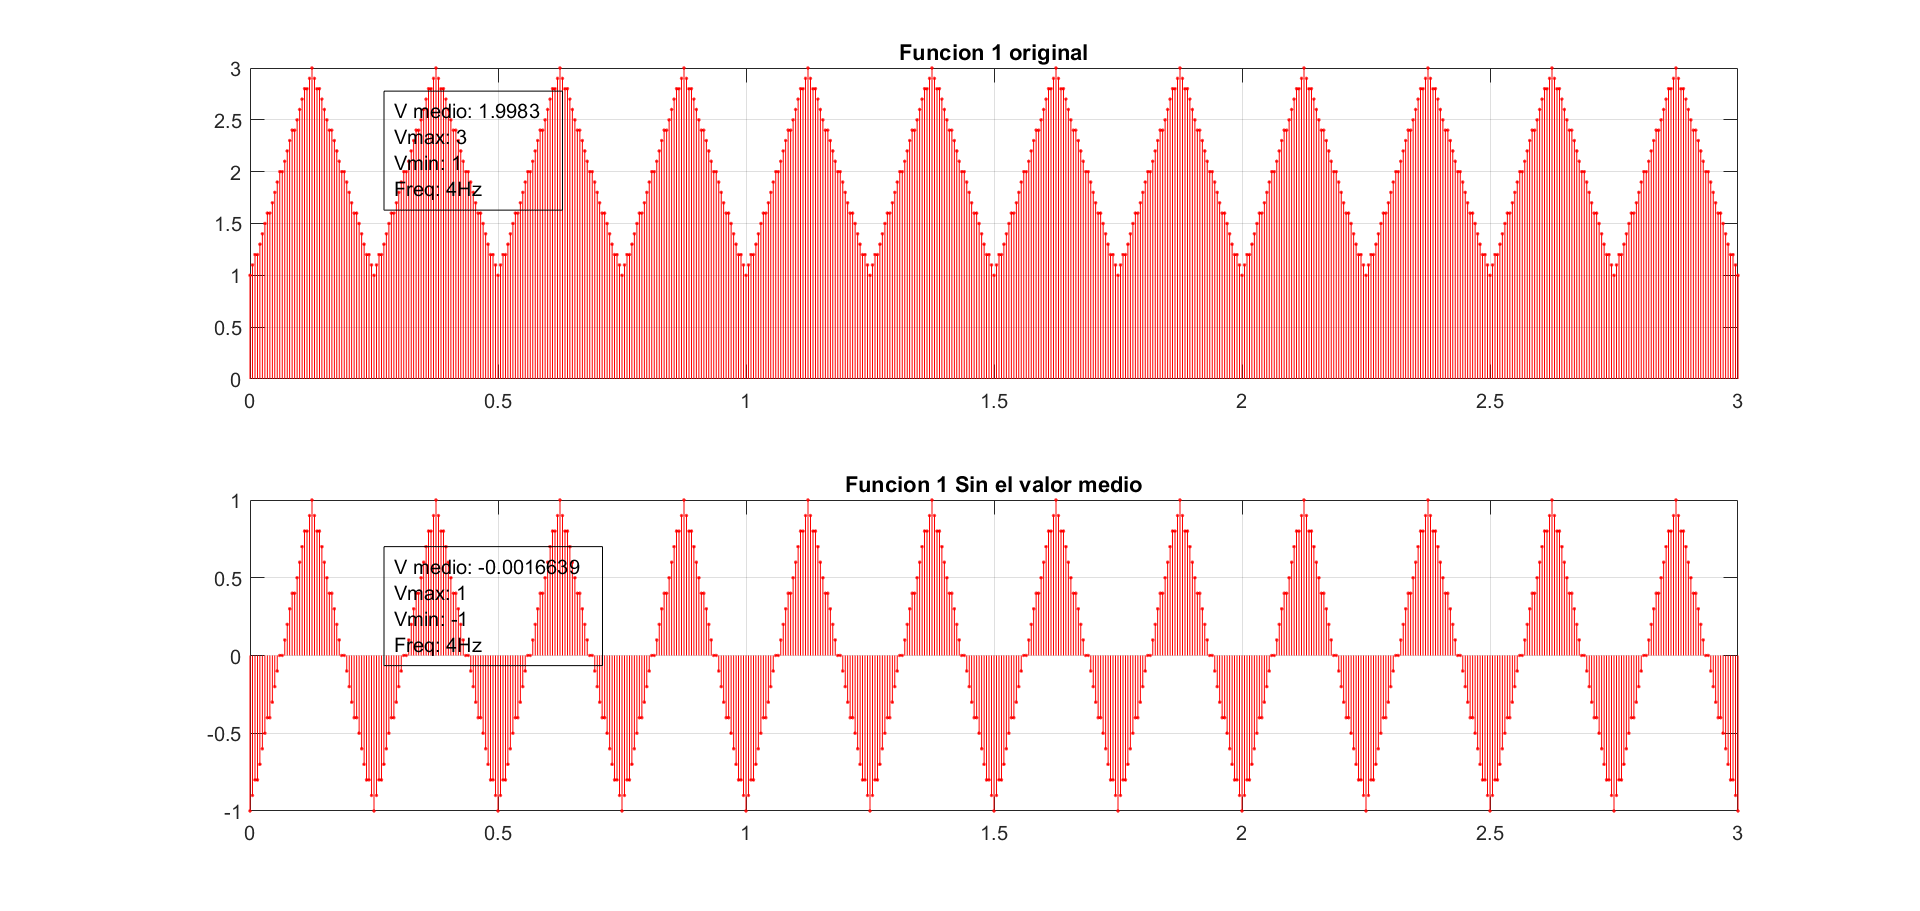 Funcion 1 original
3
2.5
2
1.5
1
0.5
0
V medio: 1.9983
Vmax: 3
Vmin: 1
Freq: 4Hz
0 0.5 1 1.5 2 2.5 3
Funcion 1 Sin el valor medio
1
0.5
0
-0.5
-1
V medio: -0.0016639
Vmax: 1
Vmin: -1
Freq: 4Hz
0 0.5 1 1.5 2 2.5 3